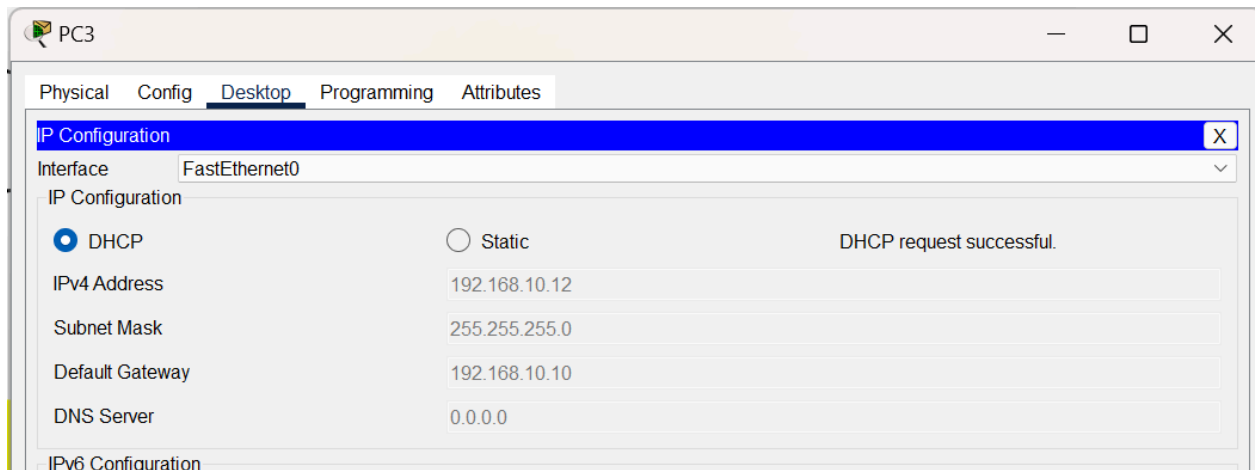 PC3
Physical Config Desktop Programming Attributes
IP Configuration X
Interface FastEthernet0
IP Configuration
DHCP Static DHCP request successful.
IPv4 Address 192.168.10.12
Subnet Mask 255.255.255.0
Default Gateway 192.168.10.10
DNS Server 0.0.0.0
IPv6 Configuration